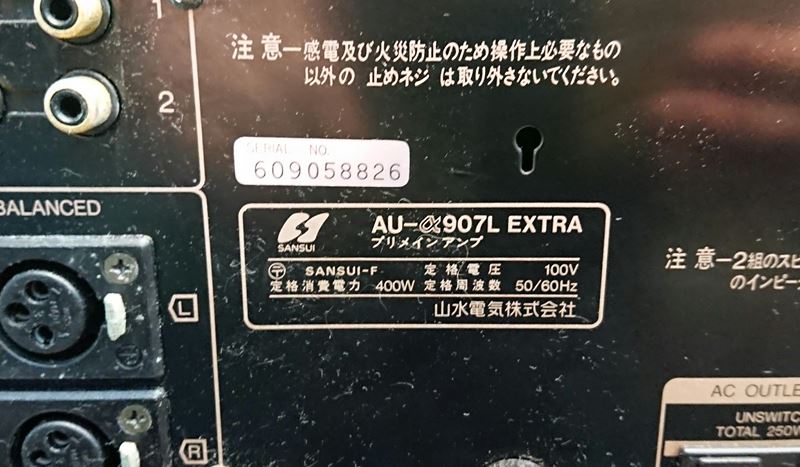 1
2
注意－感電及び火災防止のため操作上必要なもの
以外の 止めネジ は取り外さないでください。
SERIAL NO.
609058826
BALANCED
SANSUI
AU-α907L EXTRA
プリメインアンプ
〒 SANSUI-F 定格電圧 100V
定格消費電力 400W 定格周波数 50/60Hz
山水電気株式会社
注意－2組のスピ
のインピー
L
R
AC OUTLE
UNSWITC
TOTAL 250W